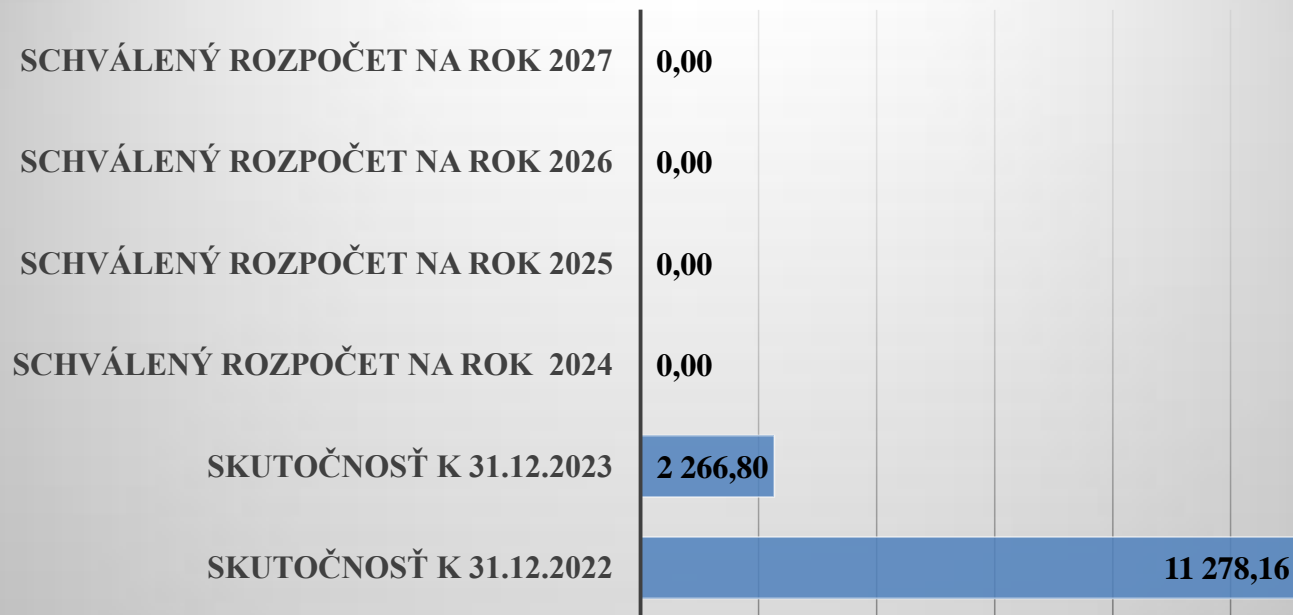 SCHVÁLENÝ ROZPOČET NA ROK 2027 0,00
SCHVÁLENÝ ROZPOČET NA ROK 2026 0,00
SCHVÁLENÝ ROZPOČET NA ROK 2025 0,00
SCHVÁLENÝ ROZPOČET NA ROK 2024 0,00
SKUTOČNOSŤ K 31.12.2023 2 266,80
SKUTOČNOSŤ K 31.12.2022 11 278,16